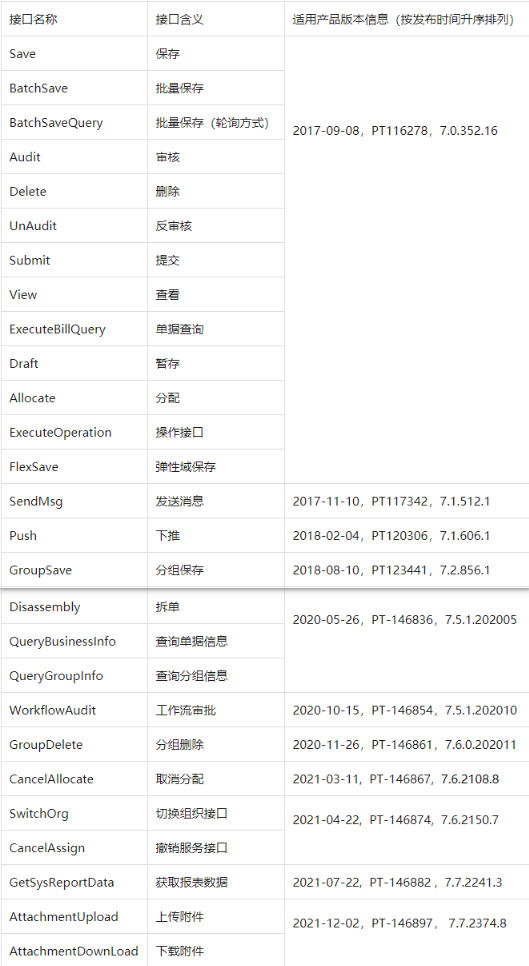 接口名称 接口含义 适用产品版本信息（按发布时间升序排列）
Save 保存
BatchSave 批量保存
BatchSaveQuery 批量保存（轮询方式） 2017-09-08，PT116278，7.0.352.16
Audit 审核
Delete 删除
UnAudit 反审核
Submit 提交
View 查看
ExecuteBillQuery 单据查询
Draft 暂存
Allocate 分配
ExecuteOperation 操作接口
FlexSave 弹性域保存
SendMsg 发送消息 2017-11-10，PT117342，7.1.512.1
Push 下推 2018-02-04，PT120306，7.1.606.1
GroupSave 分组保存 2018-08-10，PT123441，7.2.856.1
Disassembly 拆单 2020-05-26，PT-146836，7.5.1.202005
QueryBusinessInfo 查询单据信息
QueryGroupInfo 查询分组信息
WorkflowAudit 工作流审批 2020-10-15，PT-146854，7.5.1.202010
GroupDelete 分组删除 2020-11-26，PT-146861，7.6.0.202011
CancelAllocate 取消分配 2021-03-11，PT-146867，7.6.2108.8
SwitchOrg 切换组织接口 2021-04-22，PT-146874，7.6.2150.7
CancelAssign 撤销服务接口
GetSysReportData 获取报表数据 2021-07-22, PT-146882 , 7.7.2241.3
AttachmentUpload 上传附件 2021-12-02，PT-146897， 7.7.2374.8
AttachmentDownLoad 下载附件